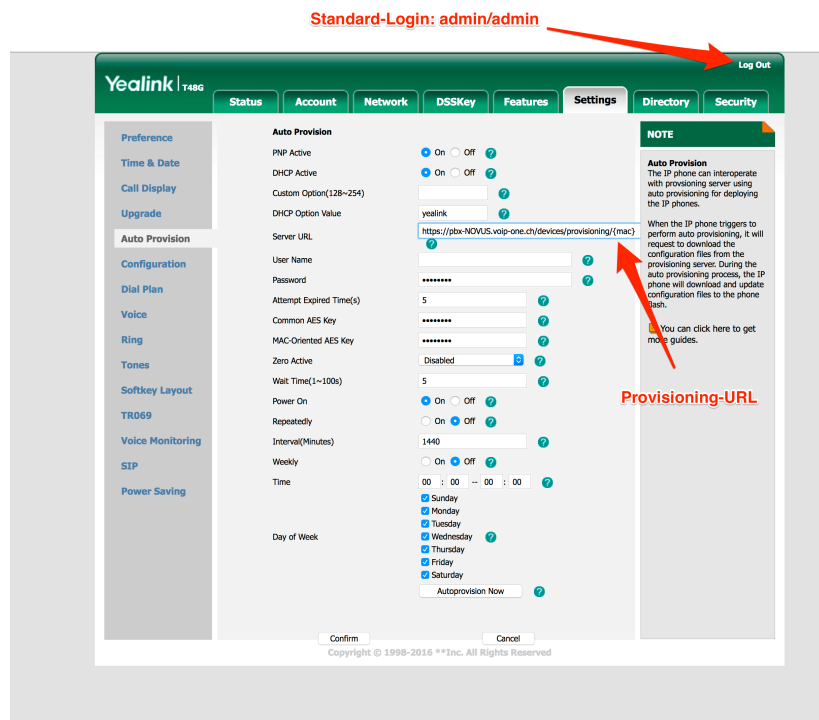 Standard-Login: admin/admin
Log Out
Yealink | T48G
Status Account Network DSSKey Features Settings Directory Security
Preference
Time & Date
Call Display
Upgrade
Auto Provision
Configuration
Dial Plan
Voice
Ring
Tones
Softkey Layout
TR069
Voice Monitoring
SIP
Power Saving
Auto Provision
PNP Active On Off ?
DHCP Active On Off ?
Custom Option(128~254) ?
DHCP Option Value yealink ?
Server URL https://pbx-NOVUS.voip-one.ch/devices/provisioning/{mac}
?
User Name ?
Password •••••••• ?
Attempt Expired Time(s) 5 ?
Common AES Key •••••••• ?
MAC-Oriented AES Key •••••••• ?
Zero Active Disabled ?
Wait Time(1~100s) 5 ?
Power On On Off ?
Repeatedly On Off ?
Interval(Minutes) 1440 ?
Weekly On Off ?
Time 00 : 00 -- 00 : 00 ?
Day of Week
Sunday
Monday
Tuesday
Wednesday ?
Thursday
Friday
Saturday
Autoprovision Now ?
Confirm Cancel
NOTE
Auto Provision
The IP phone can interoperate
with provisioning server using
auto provisioning for deploying
the IP phones.
When the IP phone triggers to
perform auto provisioning, it will
request to download the
configuration files from the
provisioning server. During the
auto provisioning process, the IP
phone will download and update
configuration files to the phone
flash.
You can click here to get
more guides.
Provisioning-URL
Copyright © 1998-2016 **Inc. All Rights Reserved